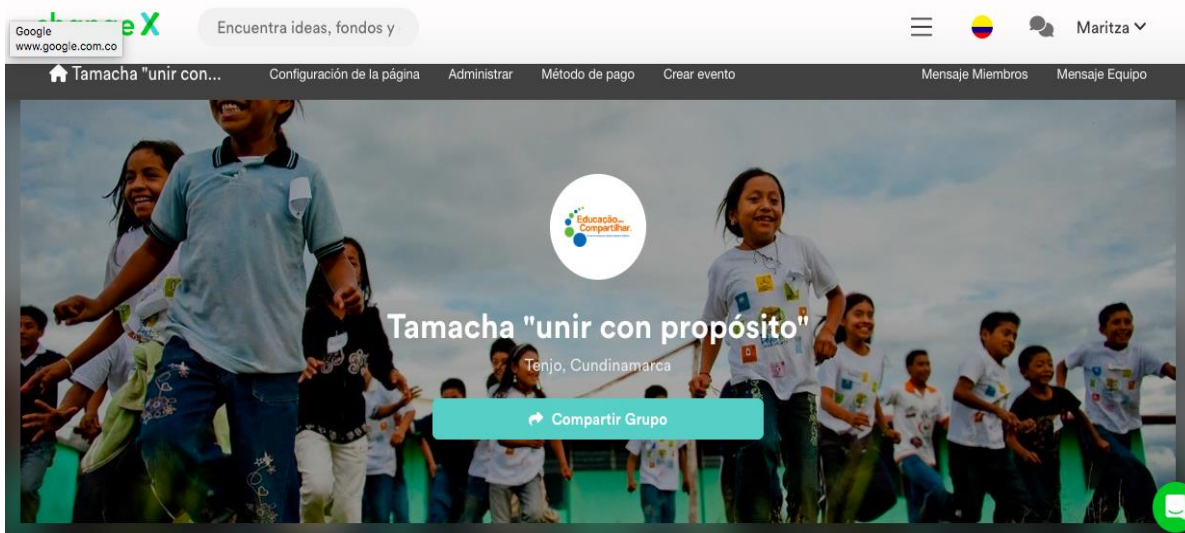 Google
www.google.com.co
changeX
Encuentra ideas, fondos y
Maritza
Tamacha "unir con...
Configuración de la página
Administrar
Método de pago
Crear evento
Mensaje Miembros
Mensaje Equipo
Educação...
Compartilhar.
Tamacha "unir con propósito"
Tenjo, Cundinamarca
Compartir Grupo